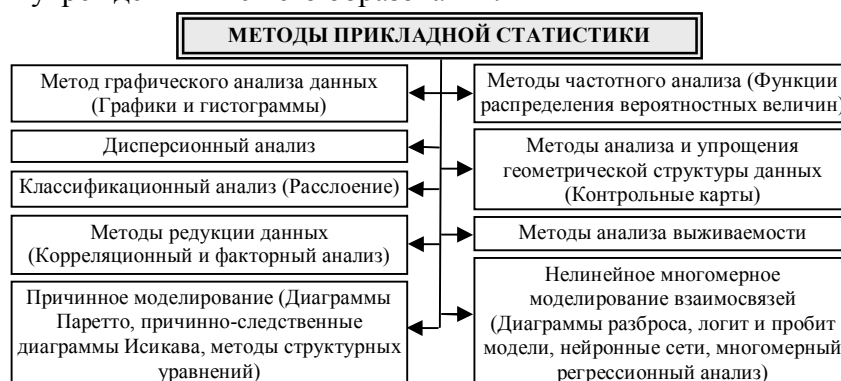 МЕТОДЫ ПРИКЛАДНОЙ СТАТИСТИКИ
Метод графического анализа данных
(Графики и гистограммы)
Дисперсионный анализ
Классификационный анализ (Расслоение)
Методы редукции данных
(Корреляционный и факторный анализ)
Причинное моделирование (Диаграммы
Паретто, причинно-следственные
диаграммы Исикава, методы структурных
уравнений)
Методы частотного анализа (Функции
распределения вероятностных величин)
Методы анализа и упрощения
геометрической структуры данных
(Контрольные карты)
Методы анализа выживаемости
Нелинейное многомерное
моделирование взаимосвязей
(Диаграммы разброса, логит и пробит
модели, нейронные сети, многомерный
регрессионный анализ)